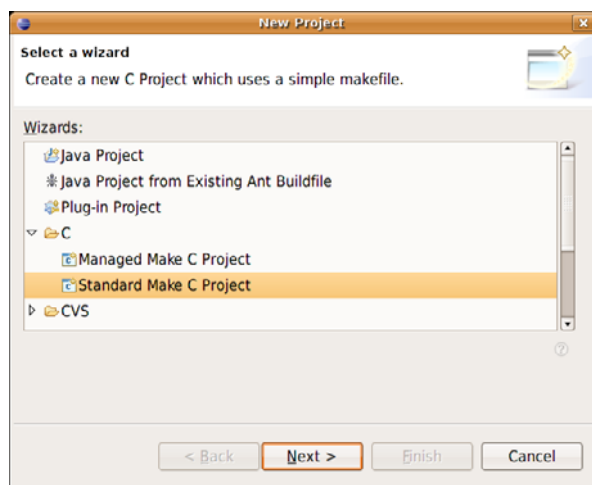 New Project
Select a wizard
Create a new C Project which uses a simple makefile.
Wizards:
Java Project
Java Project from Existing Ant Buildfile
Plug-in Project
C
Managed Make C Project
Standard Make C Project
CVS
< Back Next > Finish Cancel